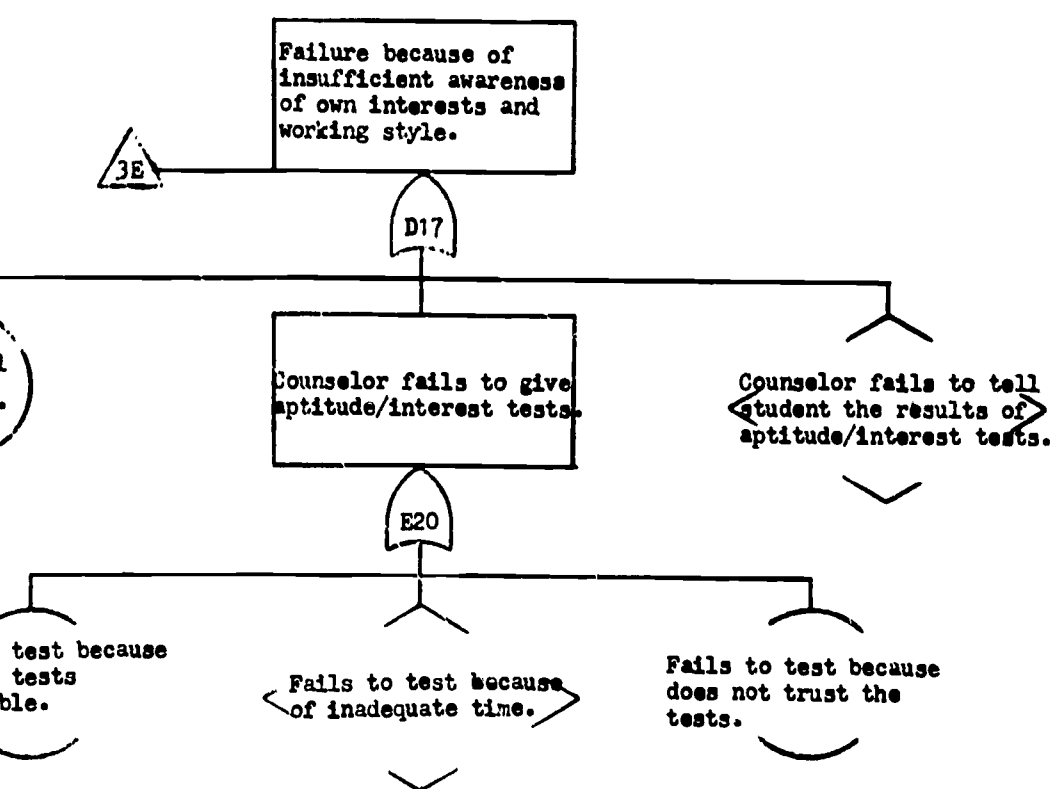 Failure because of
insufficient awareness
of own interests and
working style.
3E
D17
Counselor fails to give
aptitude/interest tests.
Counselor fails to tell
student the results of
aptitude/interest tests.
E20
test because
tests
ble.
Fails to test because
of inadequate time.
Fails to test because
does not trust the
tests.